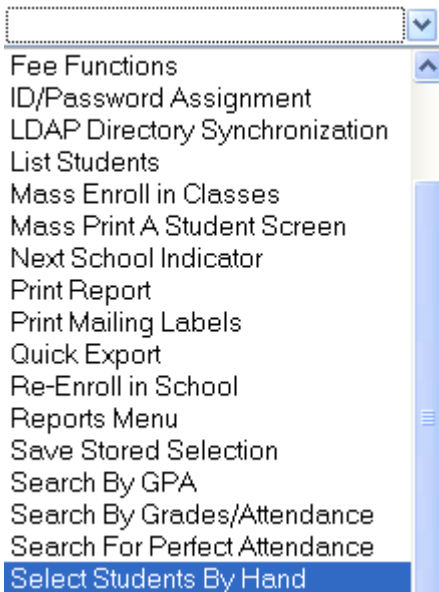 Fee Functions
ID/Password Assignment
LDAP Directory Synchronization
List Students
Mass Enroll in Classes
Mass Print A Student Screen
Next School Indicator
Print Report
Print Mailing Labels
Quick Export
Re-Enroll in School
Reports Menu
Save Stored Selection
Search By GPA
Search By Grades/Attendance
Search For Perfect Attendance
Select Students By Hand